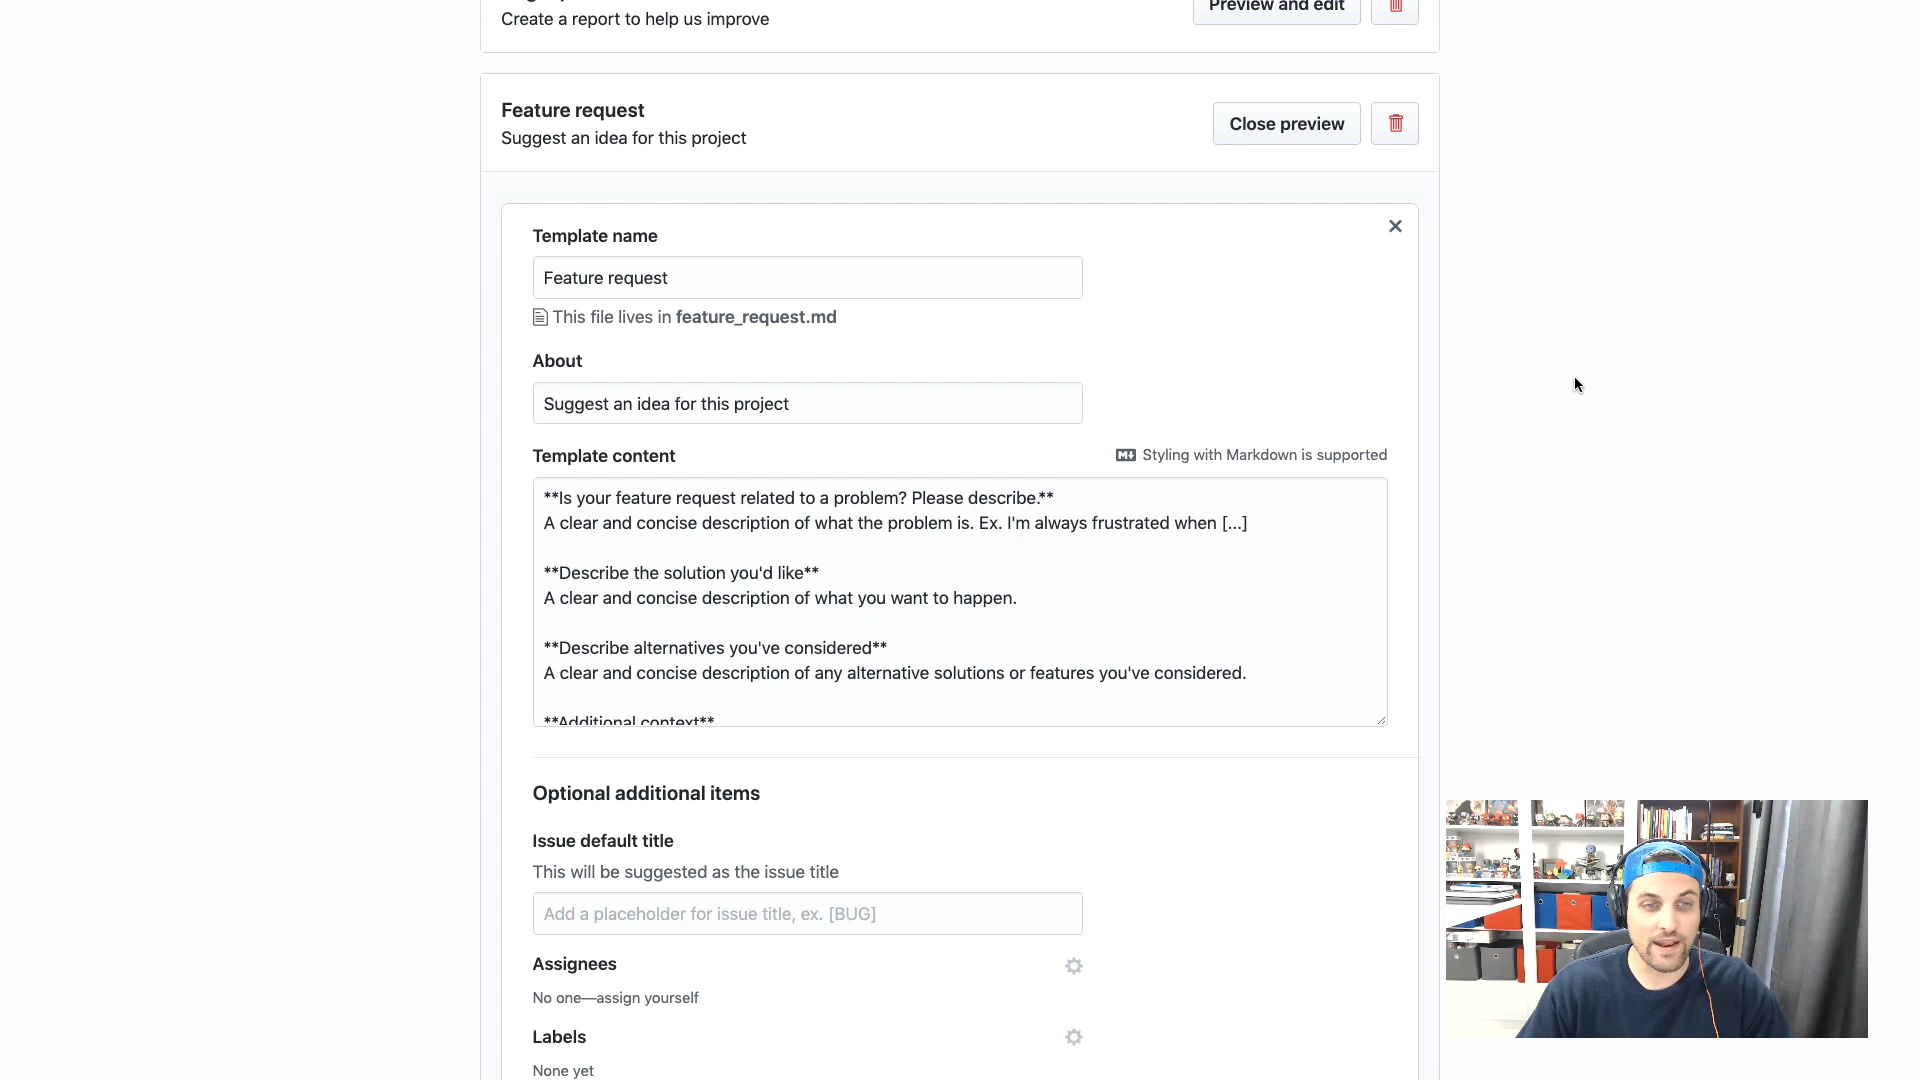 Create a report to help us improve
Preview and edit
Feature request
Suggest an idea for this project
Close preview
Template name
Feature request
This file lives in feature_request.md
About
Suggest an idea for this project
Template content
Styling with Markdown is supported
**Is your feature request related to a problem? Please describe.**
A clear and concise description of what the problem is. Ex. I'm always frustrated when [...]
**Describe the solution you'd like**
A clear and concise description of what you want to happen.
**Describe alternatives you've considered**
A clear and concise description of any alternative solutions or features you've considered.
**Additional context**
Optional additional items
Issue default title
This will be suggested as the issue title
Add a placeholder for issue title, ex. [BUG]
Assignees
No one—assign yourself
Labels
None yet